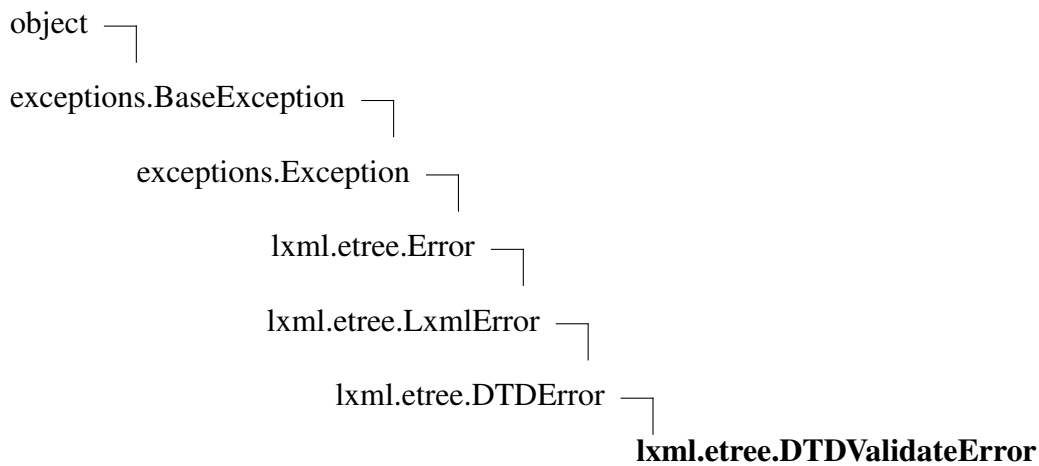 object
exceptions.BaseException
exceptions.Exception
lxml.etree.Error
lxml.etree.LxmlError
lxml.etree.DTDError
lxml.etree.DTDValidateError